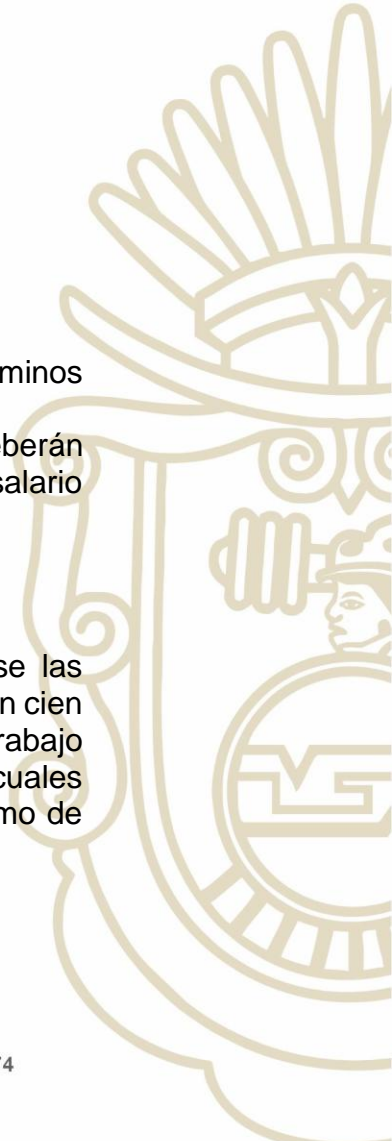 minos
berán
salario
se las
n cien
rabajo
cuales
mo de
74